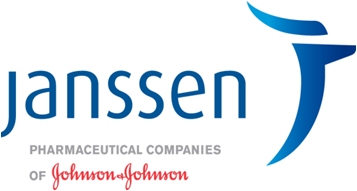 janssen
PHARMACEUTICAL COMPANIES
OF Johnson & Johnson